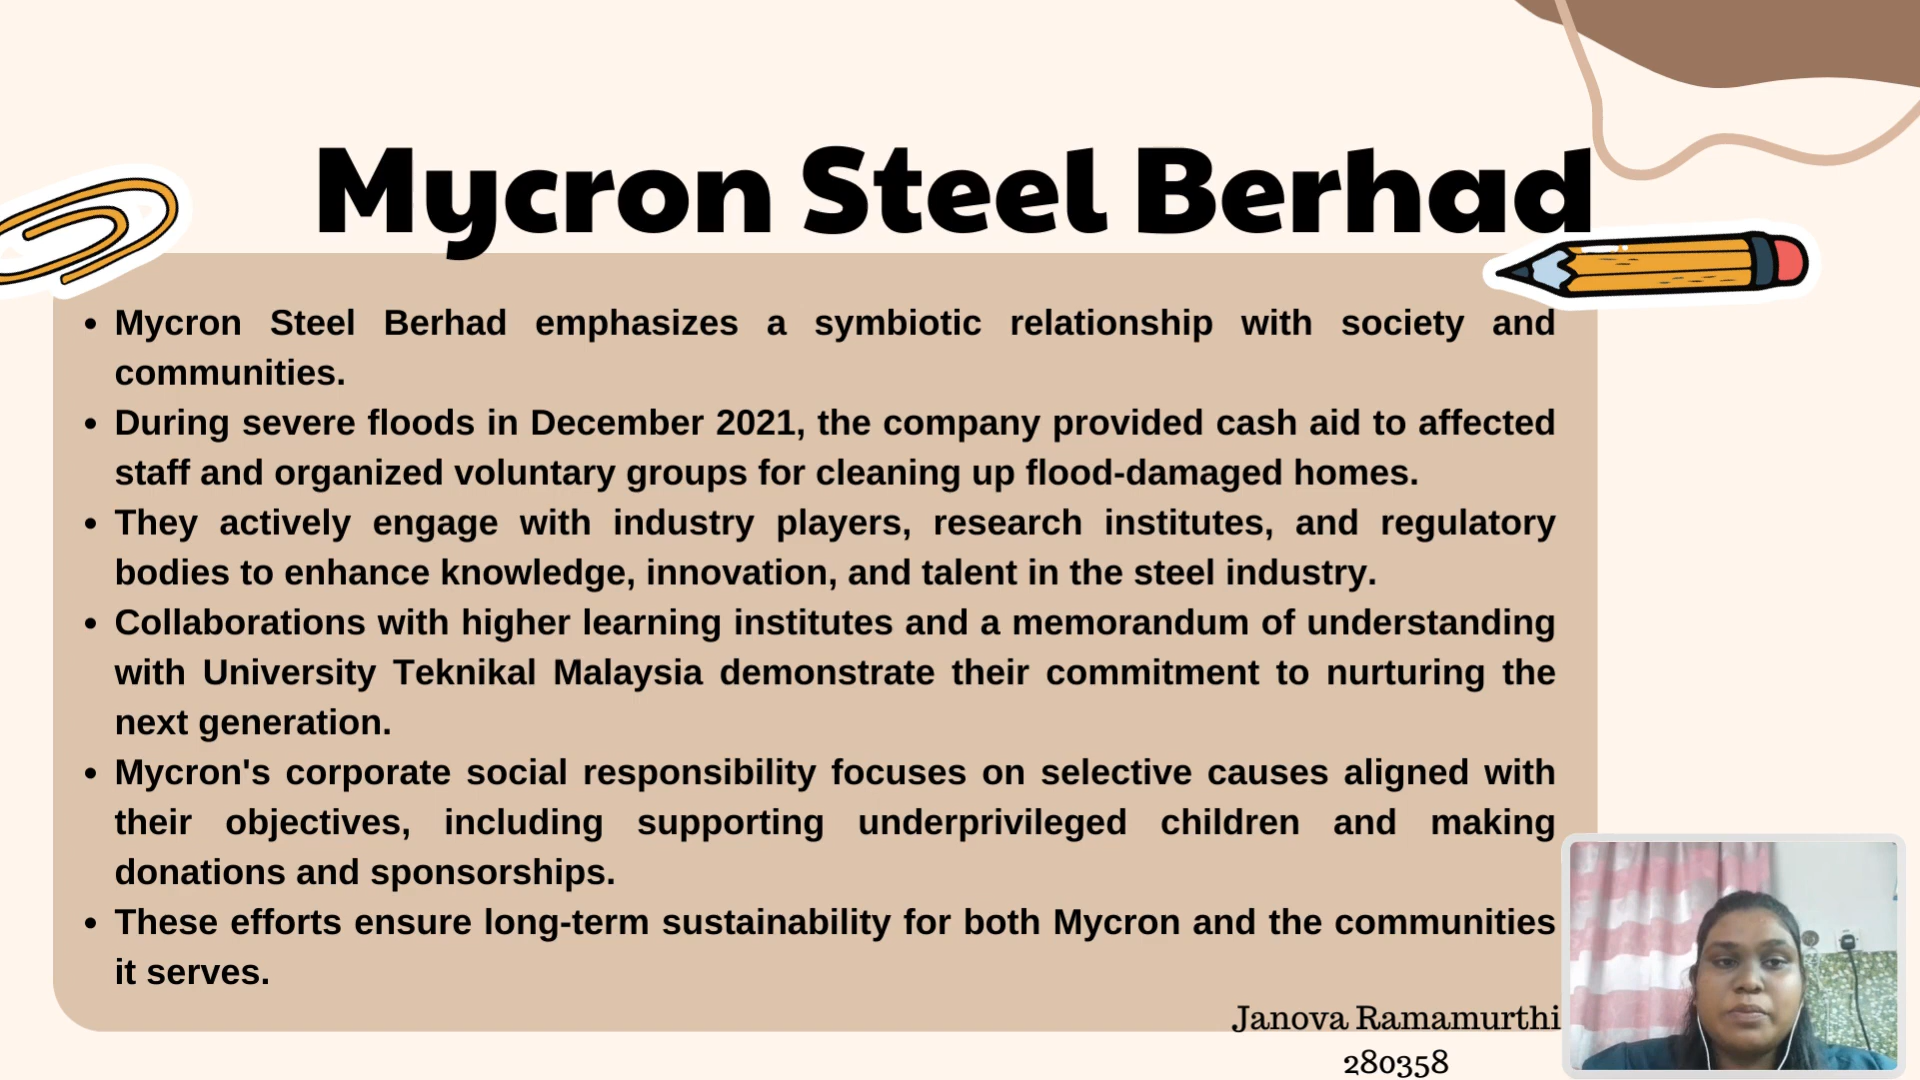 Mycron Steel Berhad
• Mycron Steel Berhad emphasizes a symbiotic relationship with society and
communities.
• During severe floods in December 2021, the company provided cash aid to affected
staff and organized voluntary groups for cleaning up flood-damaged homes.
• They actively engage with industry players, research institutes, and regulatory
bodies to enhance knowledge, innovation, and talent in the steel industry.
• Collaborations with higher learning institutes and a memorandum of understanding
with University Teknikal Malaysia demonstrate their commitment to nurturing the
next generation.
• Mycron's corporate social responsibility focuses on selective causes aligned with
their objectives, including supporting underprivileged children and making
donations and sponsorships.
• These efforts ensure long-term sustainability for both Mycron and the communities
it serves.
Janova Ramamurthi
280358